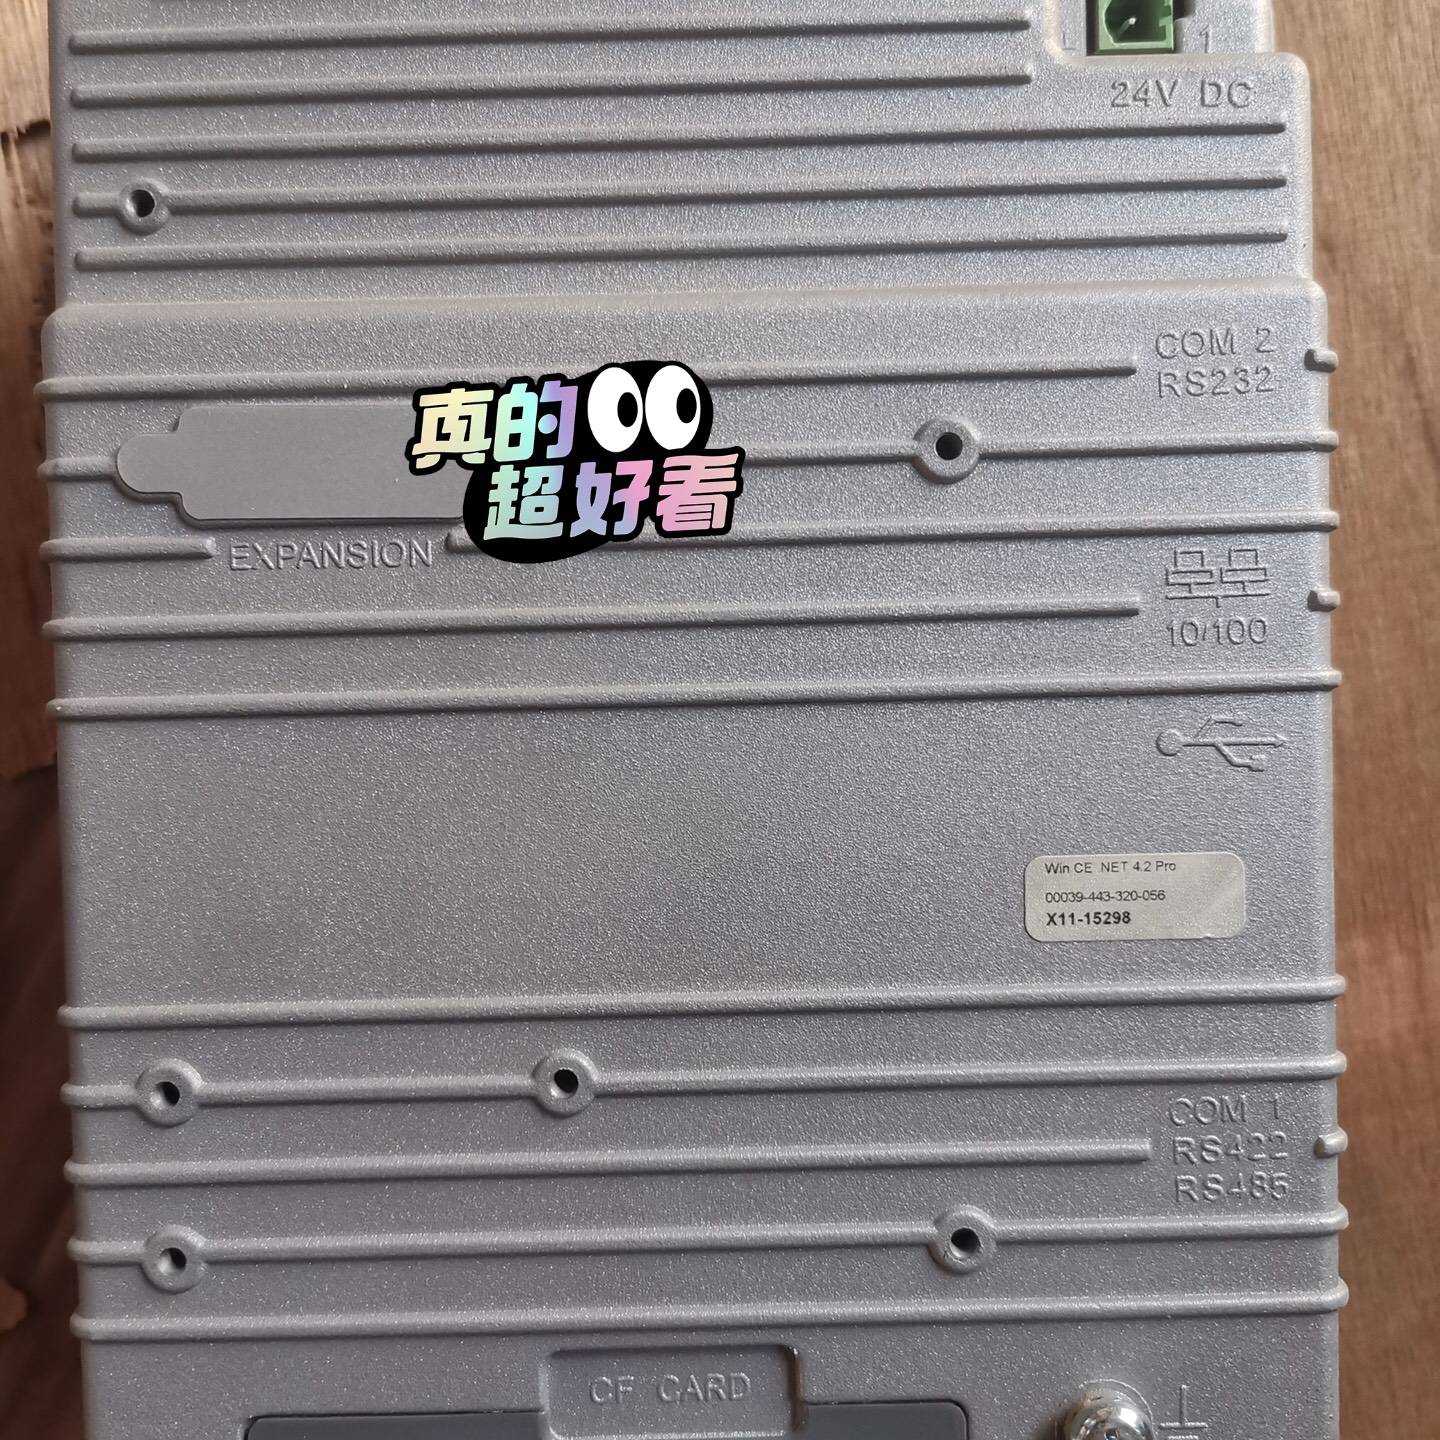 1
24V DC
COM 2
RS232
真的
超好看
EXPANSION
10/100
Win CE NET 4.2 Pro
00039-443-320-056
X11-15298
COM 1
RS422
RS485
CF CARD